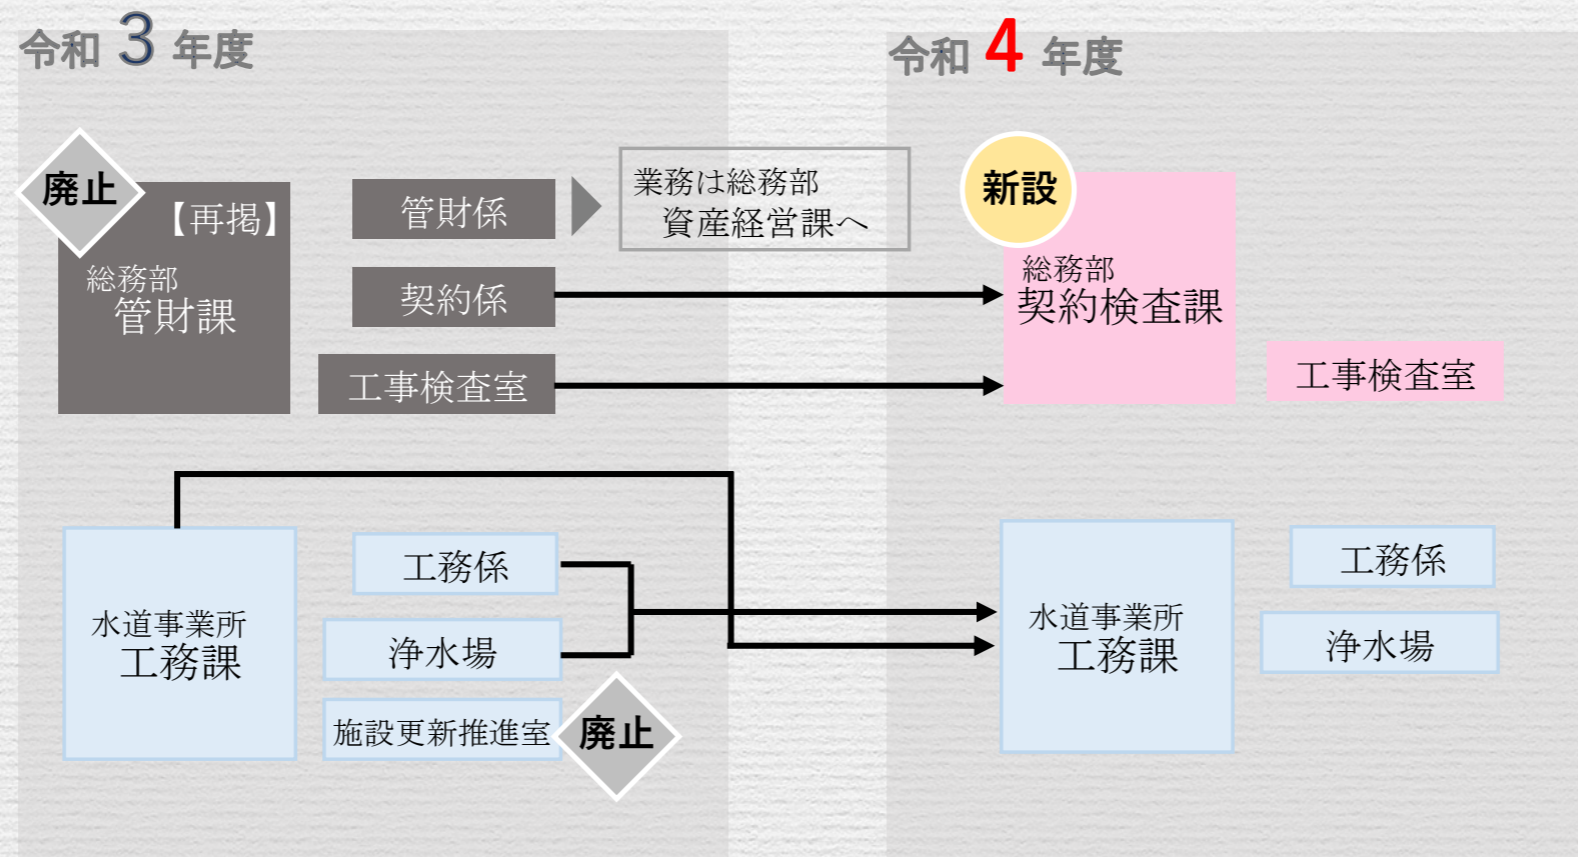 令和 3 年度
廃止
【再掲】
総務部
管財課
管財係
業務は総務部
資産経営課へ
契約係
工事検査室
水道事業所
工務課
工務係
浄水場
施設更新推進室
廃止
令和 4 年度
新設
総務部
契約検査課
工事検査室
水道事業所
工務課
工務係
浄水場